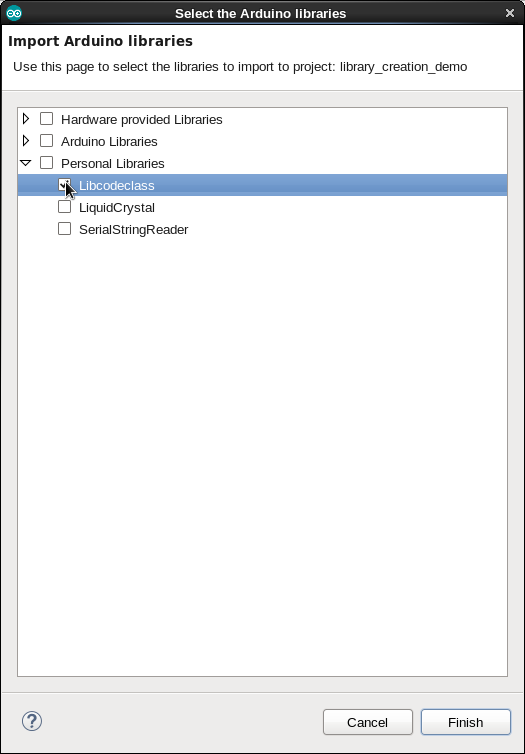 Select the Arduino libraries
Import Arduino libraries
Use this page to select the libraries to import to project: library_creation_demo
Hardware provided Libraries
Arduino Libraries
Personal Libraries
Libcodeclass
LiquidCrystal
SerialStringReader
?
Cancel
Finish